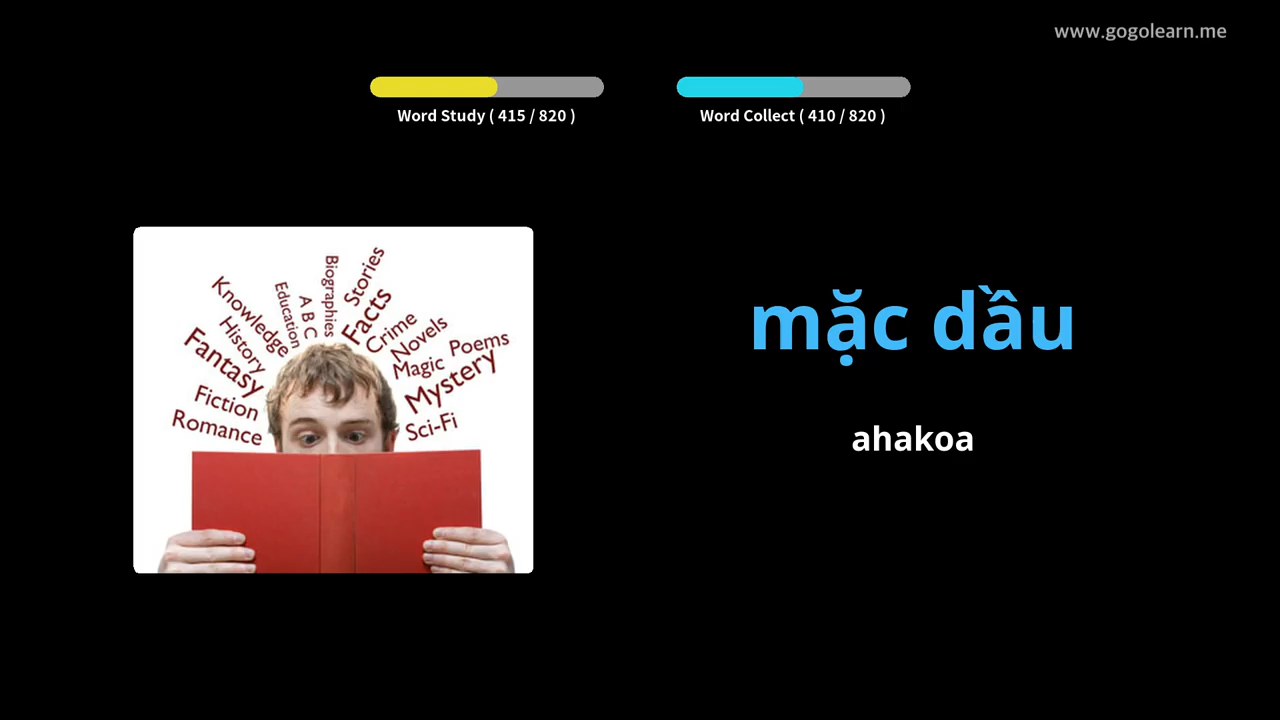 www.gogolearn.me
Word Study ( 415 / 820 )
Word Collect ( 410 / 820 )
Biographies
Stories
Education
A B C
Facts
Knowledge
Crime
History
Novels
Poems
Fantasy
Magic
Mystery
Fiction
Sci-Fi
Romance
mặc dầu
ahakoa